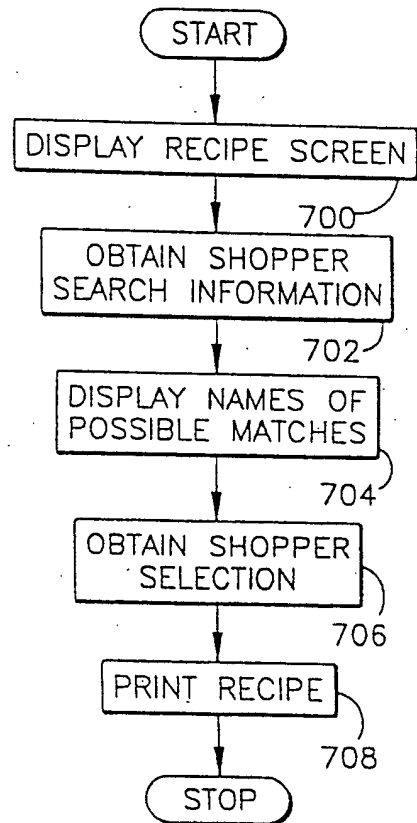 START
DISPLAY RECIPE SCREEN
700
OBTAIN SHOPPER
SEARCH INFORMATION
702
DISPLAY NAMES OF
POSSIBLE MATCHES
704
OBTAIN SHOPPER
SELECTION
706
PRINT RECIPE
708
STOP